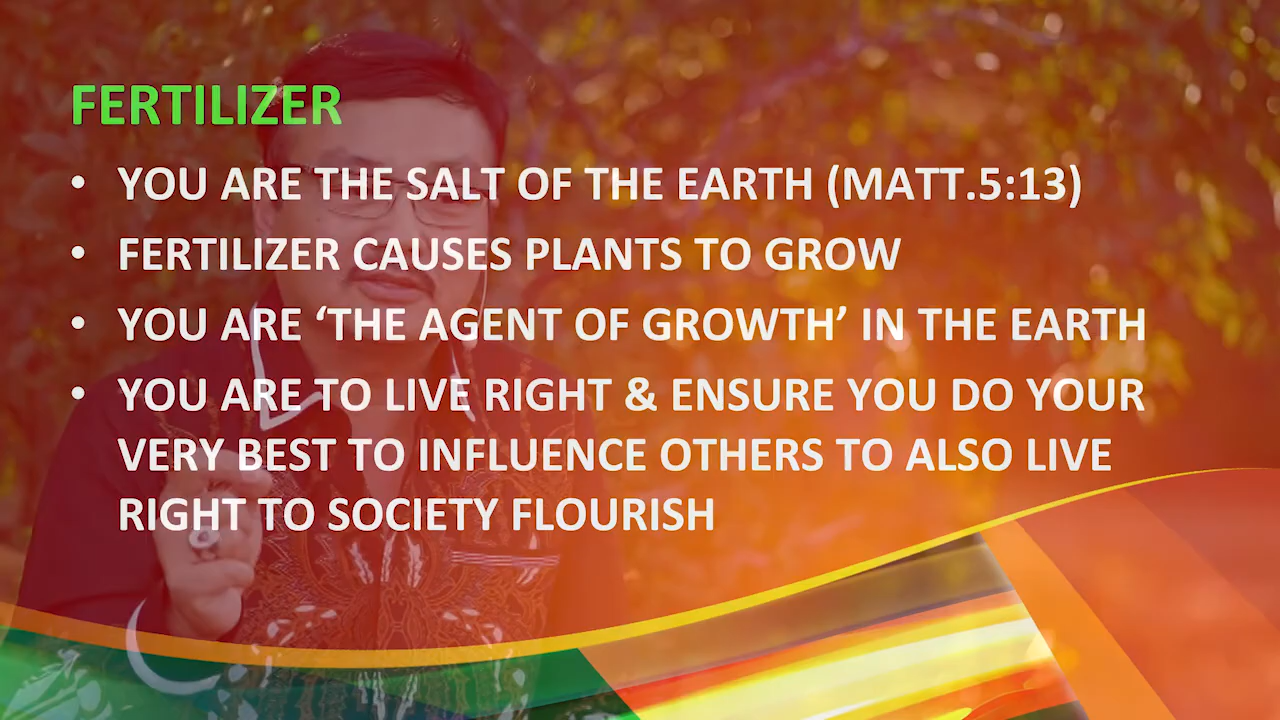 FERTILIZER
• YOU ARE THE SALT OF THE EARTH (MATT.5:13)
• FERTILIZER CAUSES PLANTS TO GROW
• YOU ARE ‘THE AGENT OF GROWTH’ IN THE EARTH
• YOU ARE TO LIVE RIGHT & ENSURE YOU DO YOUR
VERY BEST TO INFLUENCE OTHERS TO ALSO LIVE
RIGHT TO SOCIETY FLOURISH